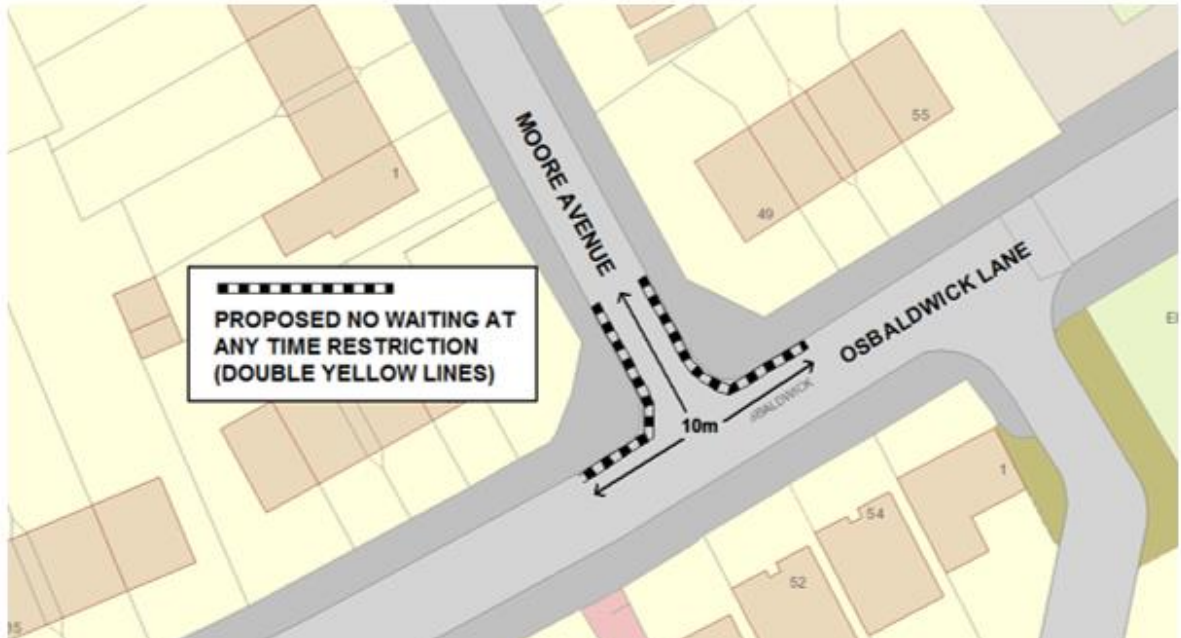 MOORE AVENUE
1
55
49
PROPOSED NO WAITING AT
ANY TIME RESTRICTION
(DOUBLE YELLOW LINES)
OSBALDWICK LANE
10m
1
54
52